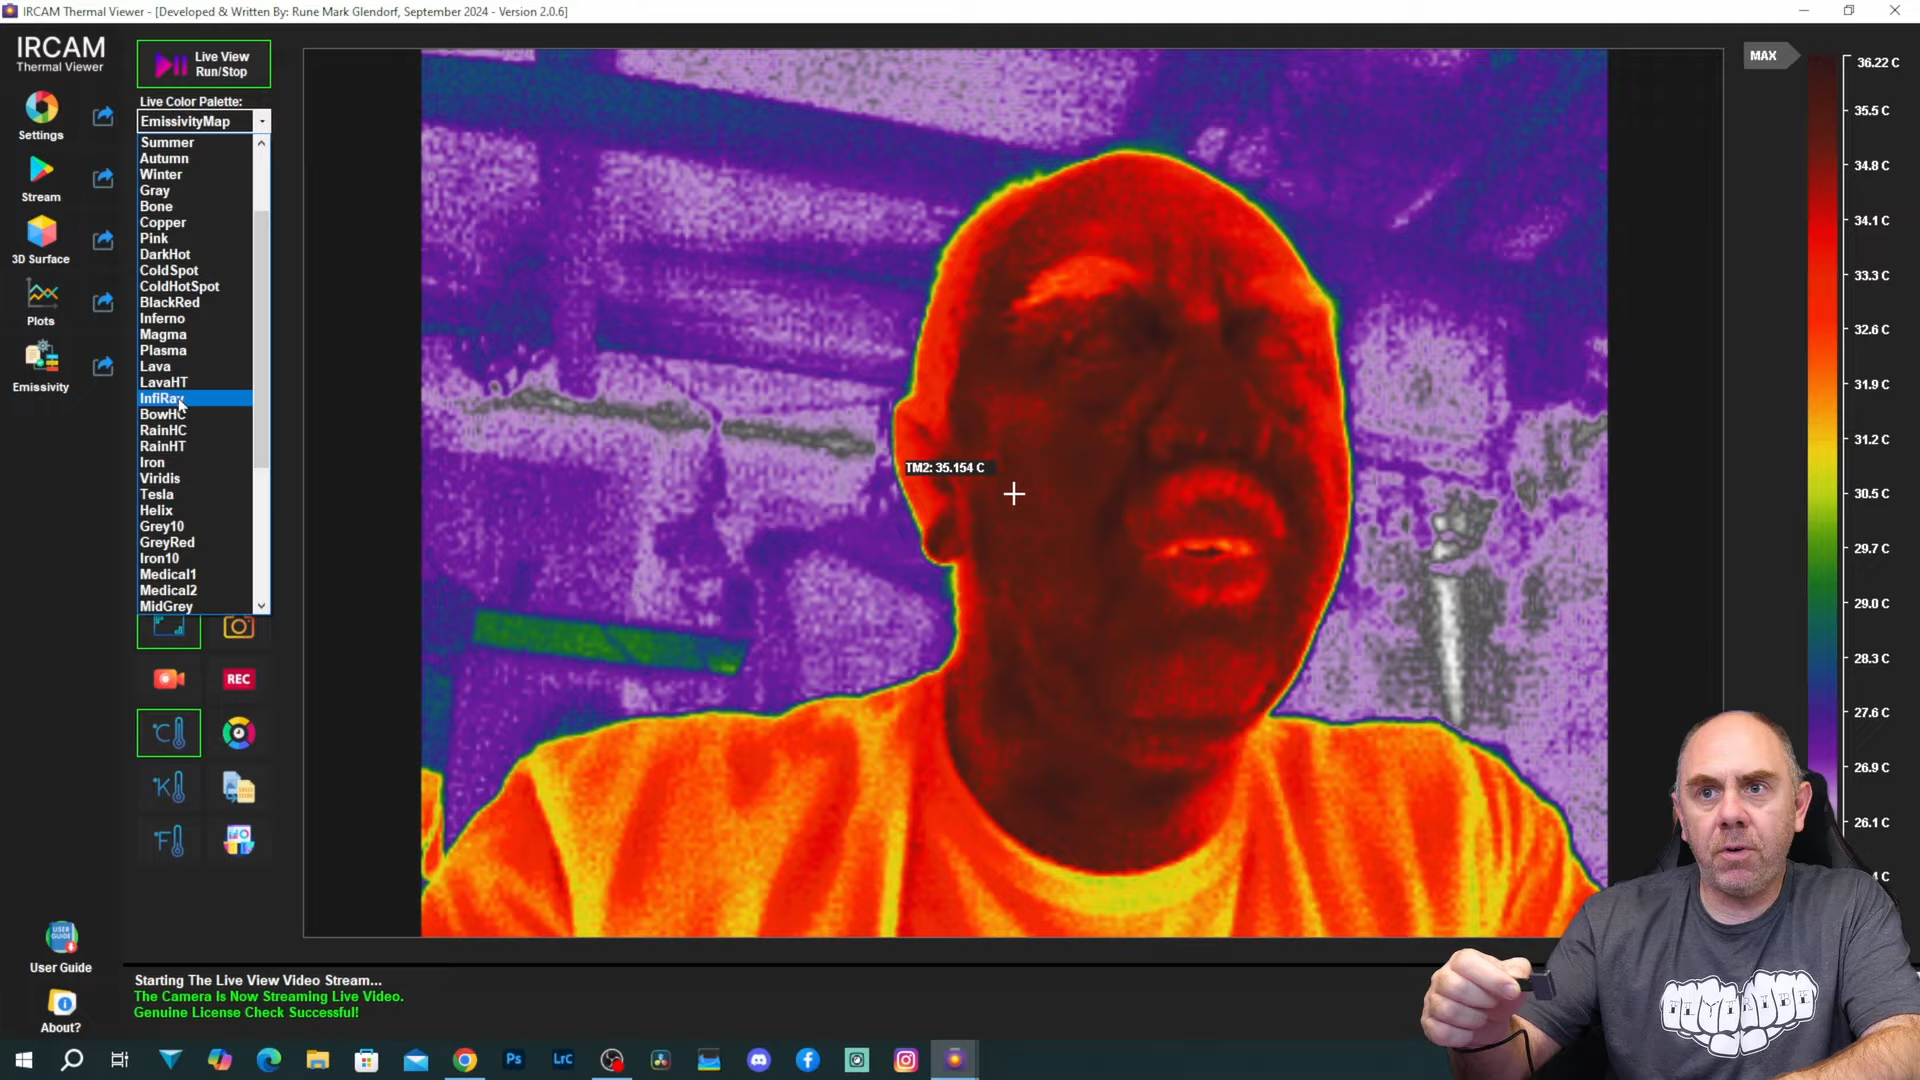 IRCAM Thermal Viewer - [Developed & Written By: Rune Mark Glendorf, September 2024 - Version 2.0.6]
IRCAM
Thermal Viewer
Live View
Run/Stop
Live Color Palette:
EmissivityMap
Settings
Stream
3D Surface
Plots
Emissivity
Summer
Autumn
Winter
Gray
Bone
Copper
Pink
DarkHot
ColdSpot
ColdHotSpot
BlackRed
Inferno
Magma
Plasma
Lava
LavaHT
InfiRay
BowHC
RainHC
RainHT
Iron
Viridis
Tesla
Helix
Grey10
GreyRed
Iron10
Medical1
Medical2
MidGrey
REC
°C
°K
°F
USER
GUIDE
User Guide
About?
TM2: 35.154 C
MAX
36.22 C
35.5 C
34.8 C
34.1 C
33.3 C
32.6 C
31.9 C
31.2 C
30.5 C
29.7 C
29.0 C
28.3 C
27.6 C
26.9 C
26.1 C
4 C
Starting The Live View Video Stream...
The Camera Is Now Streaming Live Video.
Genuine License Check Successful!
Ps
LrC